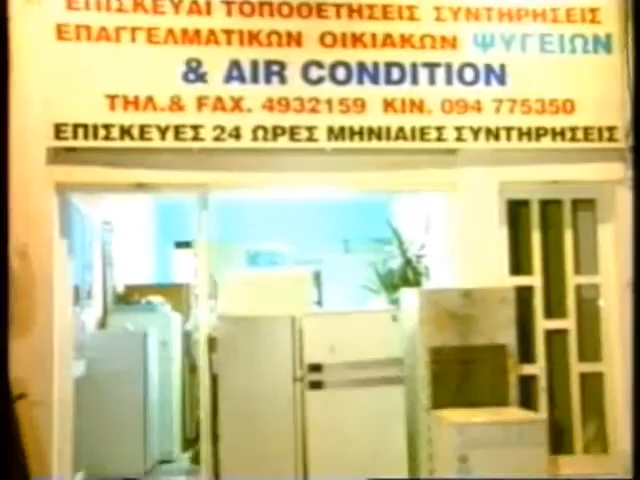 ΕΠΙΣΚΕΥΑΙ ΤΟΠΟΘΕΤΗΣΕΙΣ ΣΥΝΤΗΡΗΣΕΙΣ
ΕΠΑΓΓΕΛΜΑΤΙΚΩΝ ΟΙΚΙΑΚΩΝ ΨΥΓΕΙΩΝ
& AIR CONDITION
ΤΗΛ.& FAX. 4932159 ΚΙΝ. 094 775350
ΕΠΙΣΚΕΥΕΣ 24 ΩΡΕΣ ΜΗΝΙΑΙΕΣ ΣΥΝΤΗΡΗΣΕΙΣ